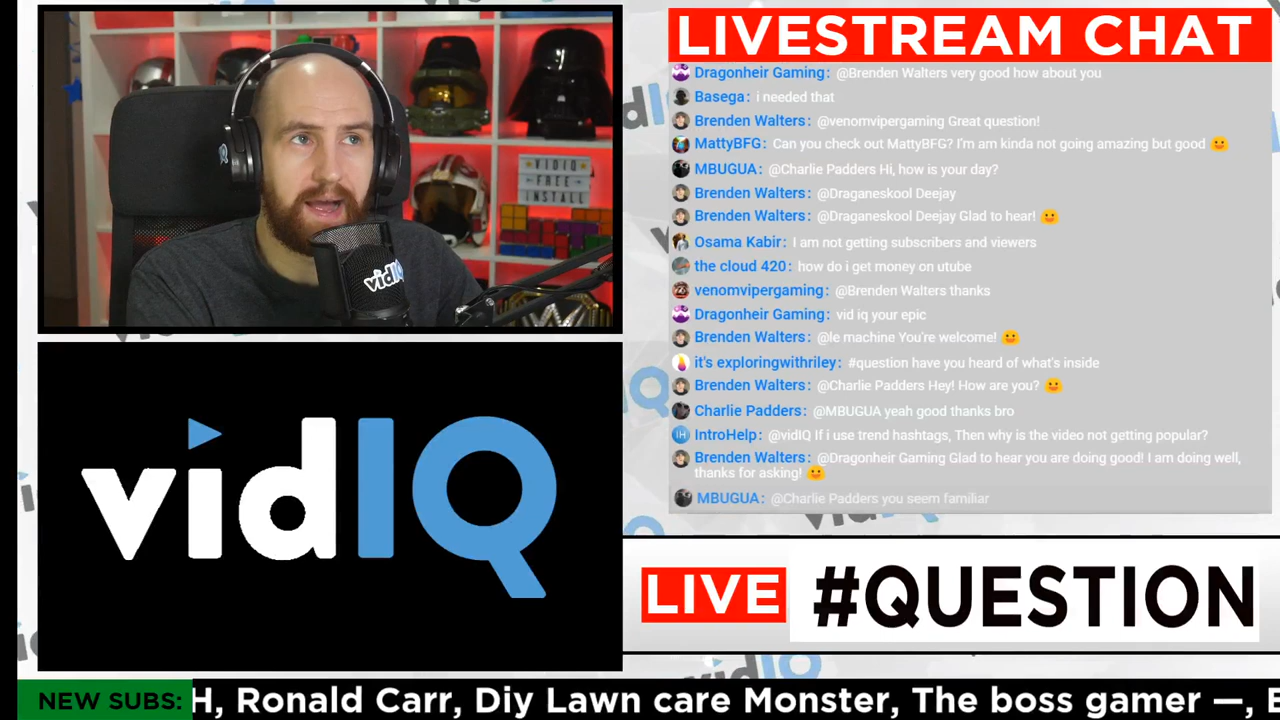 LIVESTREAM CHAT
Dragonheir Gaming: @Brenden Walters very good how about you
Basega: i needed that
Brenden Walters: @venomvipergaming Great question!
MattyBFG: Can you check out MattyBFG? I'm am kinda not going amazing but good
MBUGUA: @Charlie Padders Hi, how is your day?
Brenden Walters: @Draganeskool Deejay
Brenden Walters: @Draganeskool Deejay Glad to hear!
Osama Kabir: I am not getting subscribers and viewers
the cloud 420: how do i get money on utube
venomvipergaming: @Brenden Walters thanks
Dragonheir Gaming: vid iq your epic
Brenden Walters: @le machine You're welcome!
it's exploringwithriley: #question have you heard of what's inside
Brenden Walters: @Charlie Padders Hey! How are you?
Charlie Padders: @MBUGUA yeah good thanks bro
IH IntroHelp: @vidIQ If i use trend hashtags, Then why is the video not getting popular?
Brenden Walters: @Dragonheir Gaming Glad to hear you are doing good! I am doing well,
thanks for asking!
MBUGUA: @Charlie Padders you seem familiar
VIDIQ
FREE
INSTALL
vidIQ
vidIQ
LIVE #QUESTION
NEW SUBS: H, Ronald Carr, Diy Lawn care Monster, The boss gamer —, E